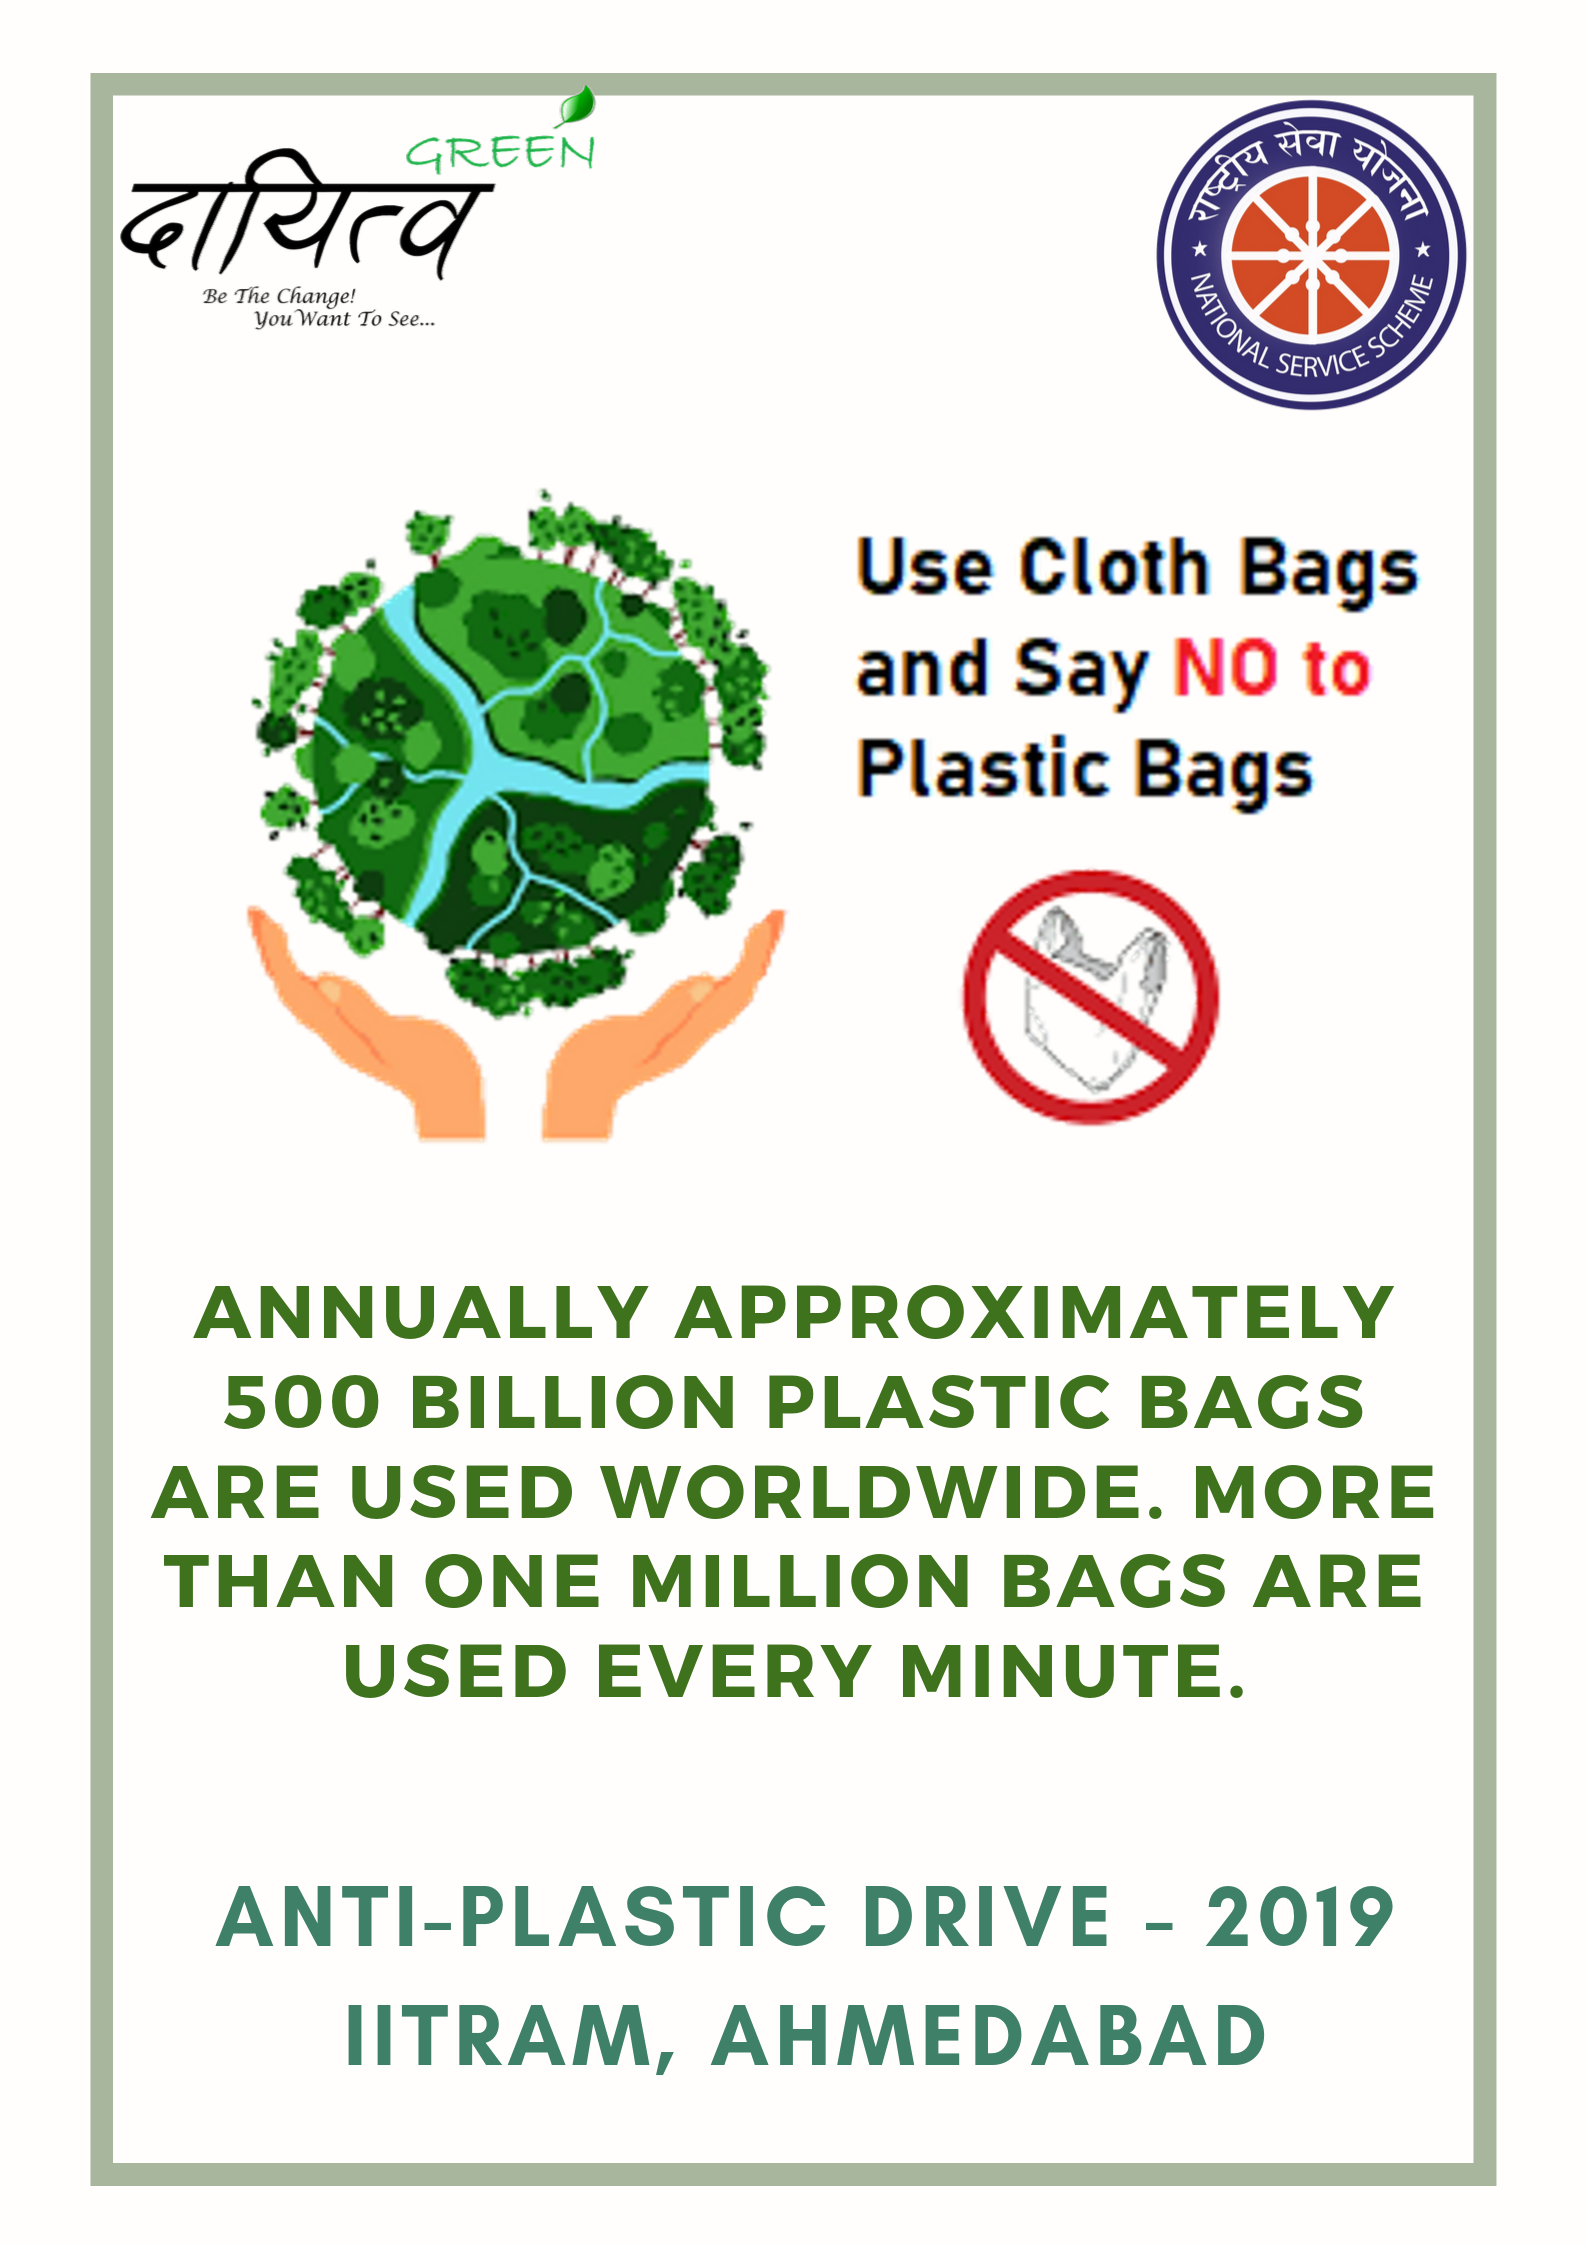 GREEN
दायित्व
Be The Change!
You Want To See...
राष्ट्रीय सेवा योजना
NATIONAL SERVICE SCHEME
Use Cloth Bags
and Say NO to
Plastic Bags
ANNUALLY APPROXIMATELY
500 BILLION PLASTIC BAGS
ARE USED WORLDWIDE. MORE
THAN ONE MILLION BAGS ARE
USED EVERY MINUTE.
ANTI-PLASTIC DRIVE - 2019
IITRAM, AHMEDABAD